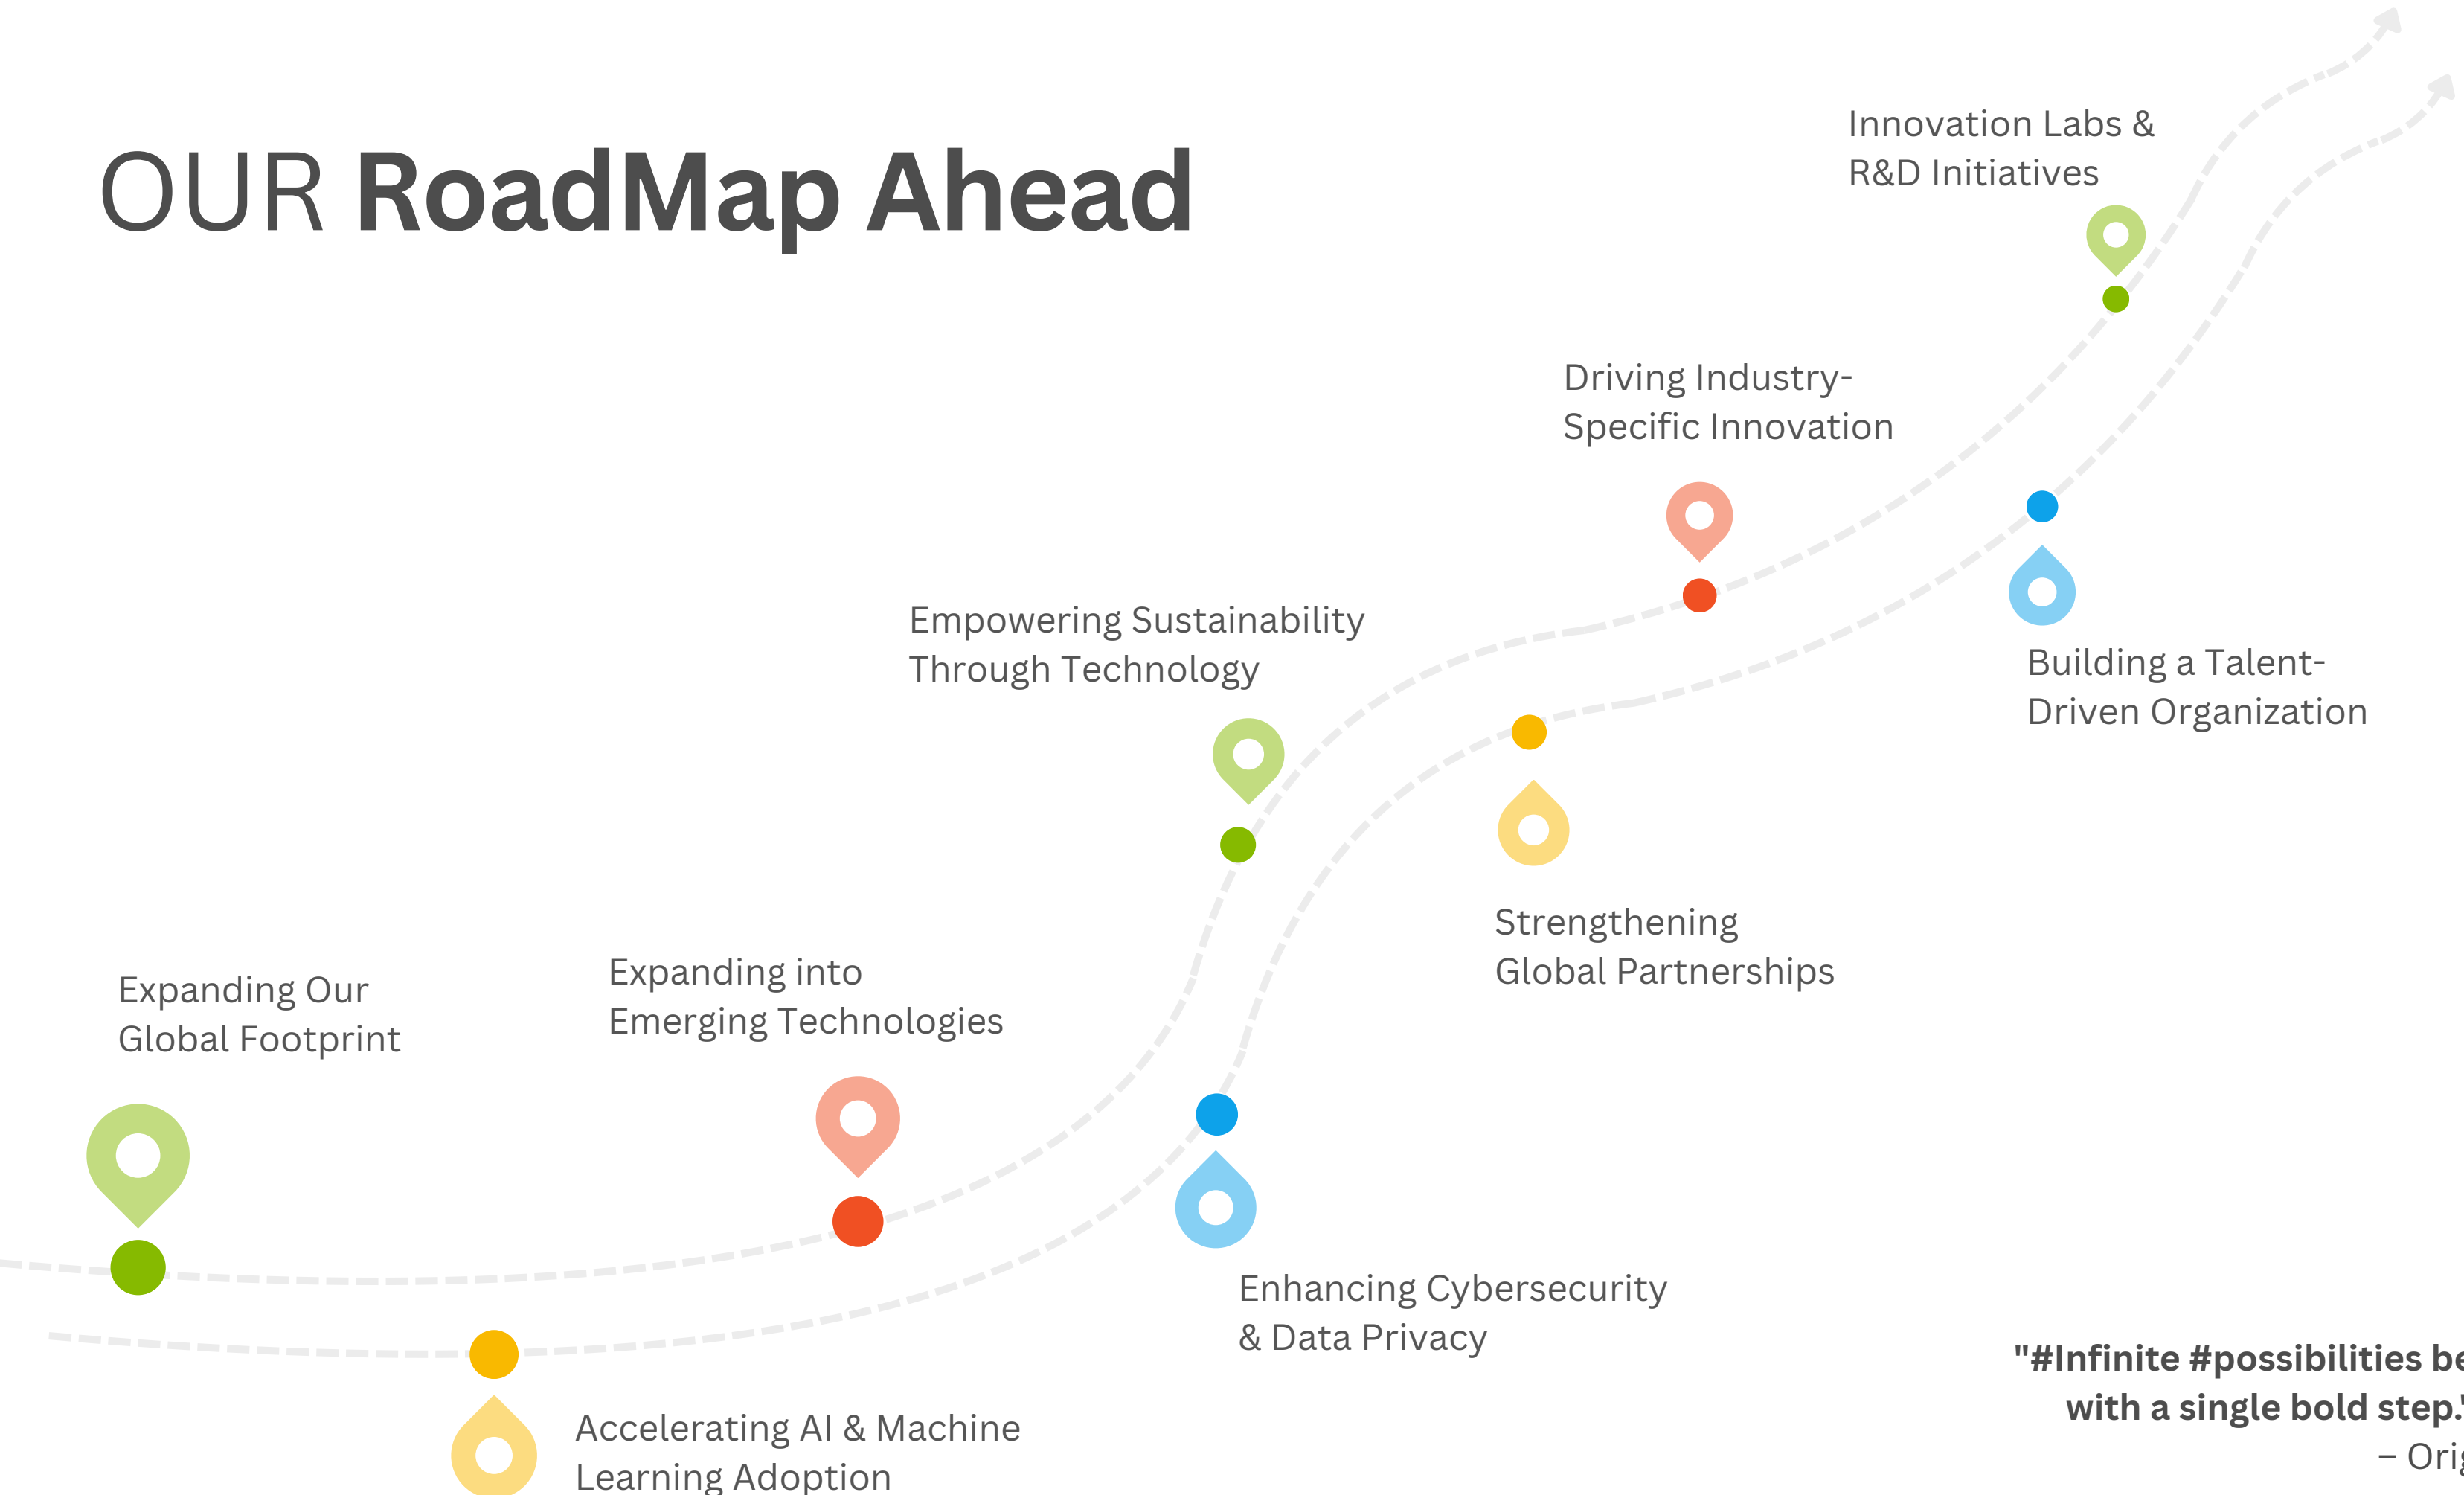 OUR RoadMap Ahead
Innovation Labs &
R&D Initiatives
Driving Industry-
Specific Innovation
Empowering Sustainability
Through Technology
Building a Talent-
Driven Organization
Strengthening
Global Partnerships
Expanding into
Emerging Technologies
Expanding Our
Global Footprint
Enhancing Cybersecurity
& Data Privacy
Accelerating AI & Machine
Learning Adoption
"#Infinite #possibilities
with a single bold step."
–